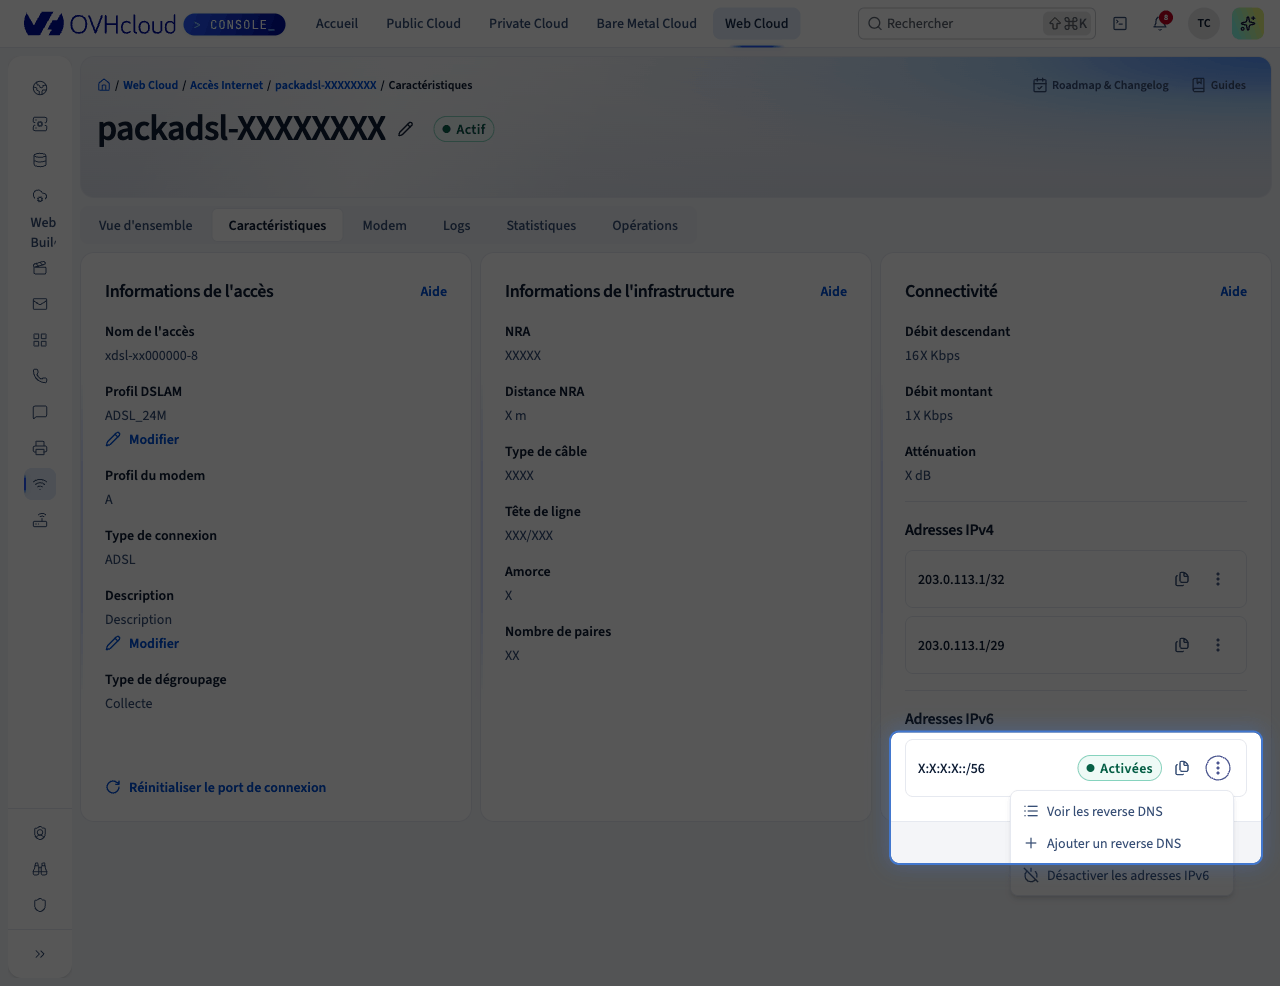 OVHcloud
> CONSOLE_
Accueil
Public Cloud
Private Cloud
Bare Metal Cloud
Web Cloud
Rechercher
⇧⌘K
8
TC
/ Web Cloud / Accès Internet / packadsl-XXXXXXXX / Caractéristiques
Roadmap & Changelog
Guides
packadsl-XXXXXXXX
Actif
Web
Vue d'ensemble
Caractéristiques
Modem
Logs
Statistiques
Opérations
Informations de l'accès
Aide
Nom de l'accès
xdsl-xx000000-8
Profil DSLAM
ADSL_24M
Modifier
Profil du modem
A
Type de connexion
ADSL
Description
Description
Modifier
Type de dégroupage
Collecte
Réinitialiser le port de connexion
Informations de l'infrastructure
Aide
NRA
XXXXX
Distance NRA
X m
Type de câble
XXXX
Tête de ligne
XXX/XXX
Amorce
X
Nombre de paires
XX
Connectivité
Aide
Débit descendant
16X Kbps
Débit montant
1X Kbps
Atténuation
X dB
Adresses IPv4
203.0.113.1/32
203.0.113.1/29
Adresses IPv6
X:X:X:X::/56
Activées
Voir les reverse DNS
Ajouter un reverse DNS
Désactiver les adresses IPv6